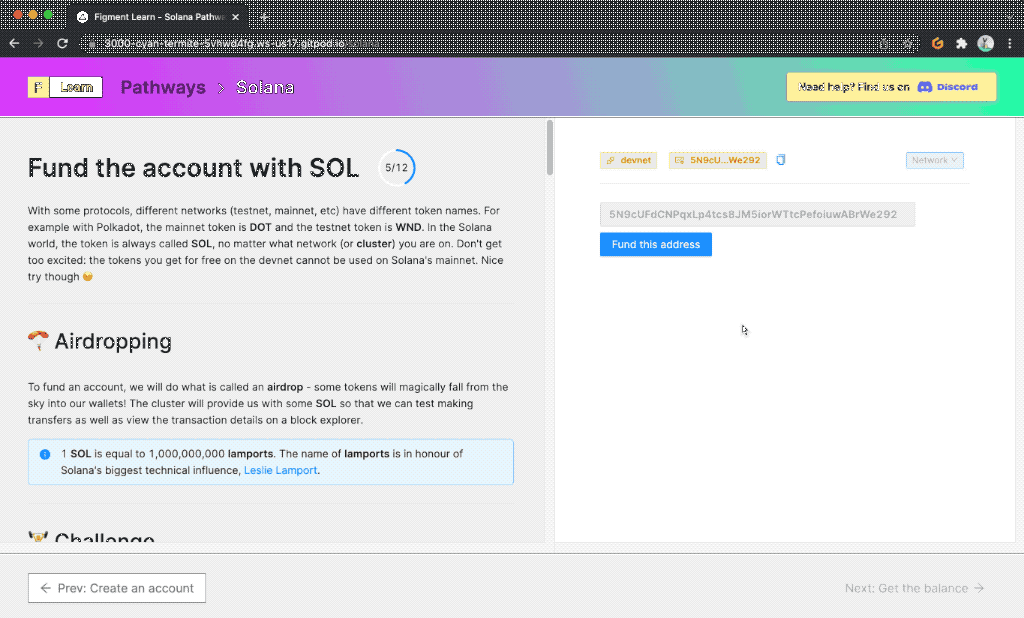 Figment Learn - Solana Pathwa
3000-cyan-termite-5vhwd4fg.ws-us17.gitpod.io/solana
F Learn Pathways > Solana
Need help? Find us on Discord
Fund the account with SOL 5/12
With some protocols, different networks (testnet, mainnet, etc) have different token names. For
example with Polkadot, the mainnet token is DOT and the testnet token is WND. In the Solana
world, the token is always called SOL, no matter what network (or cluster) you are on. Don't get
too excited: the tokens you get for free on the devnet cannot be used on Solana's mainnet. Nice
try though 😉
Airdropping
To fund an account, we will do what is called an airdrop - some tokens will magically fall from the
sky into our wallets! The cluster will provide us with some SOL so that we can test making
transfers as well as view the transaction details on a block explorer.
1 SOL is equal to 1,000,000,000 lamports. The name of lamports is in honour of
Solana's biggest technical influence, Leslie Lamport.
Challenge
devnet 5N9cU...We292 Network
5N9cUFdCNPqxLp4tcs8JM5iorWTtcPefoiuwABrWe292
Fund this address
← Prev: Create an account
Next: Get the balance →